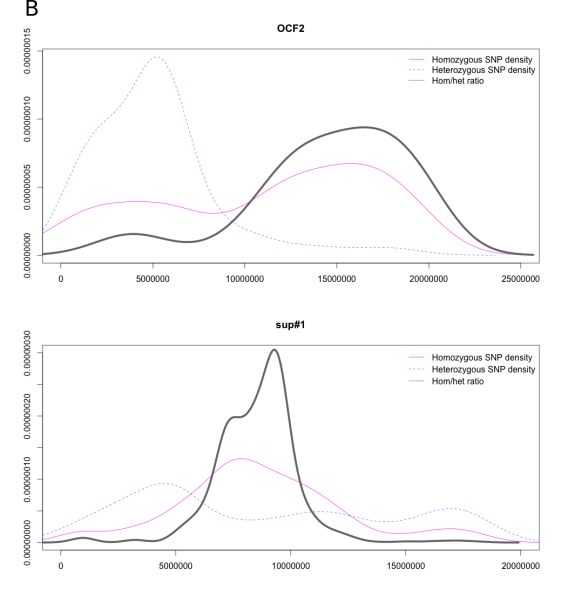 B
OCF2
0.00000000 0.00000005 0.00000010 0.00000015
Homozygous SNP density
Heterozygous SNP density
Hom/het ratio
0 5000000 10000000 15000000 20000000 25000000
sup#1
0.00000000 0.00000010 0.00000020 0.00000030
Homozygous SNP density
Heterozygous SNP density
Hom/het ratio
0 5000000 10000000 15000000 20000000